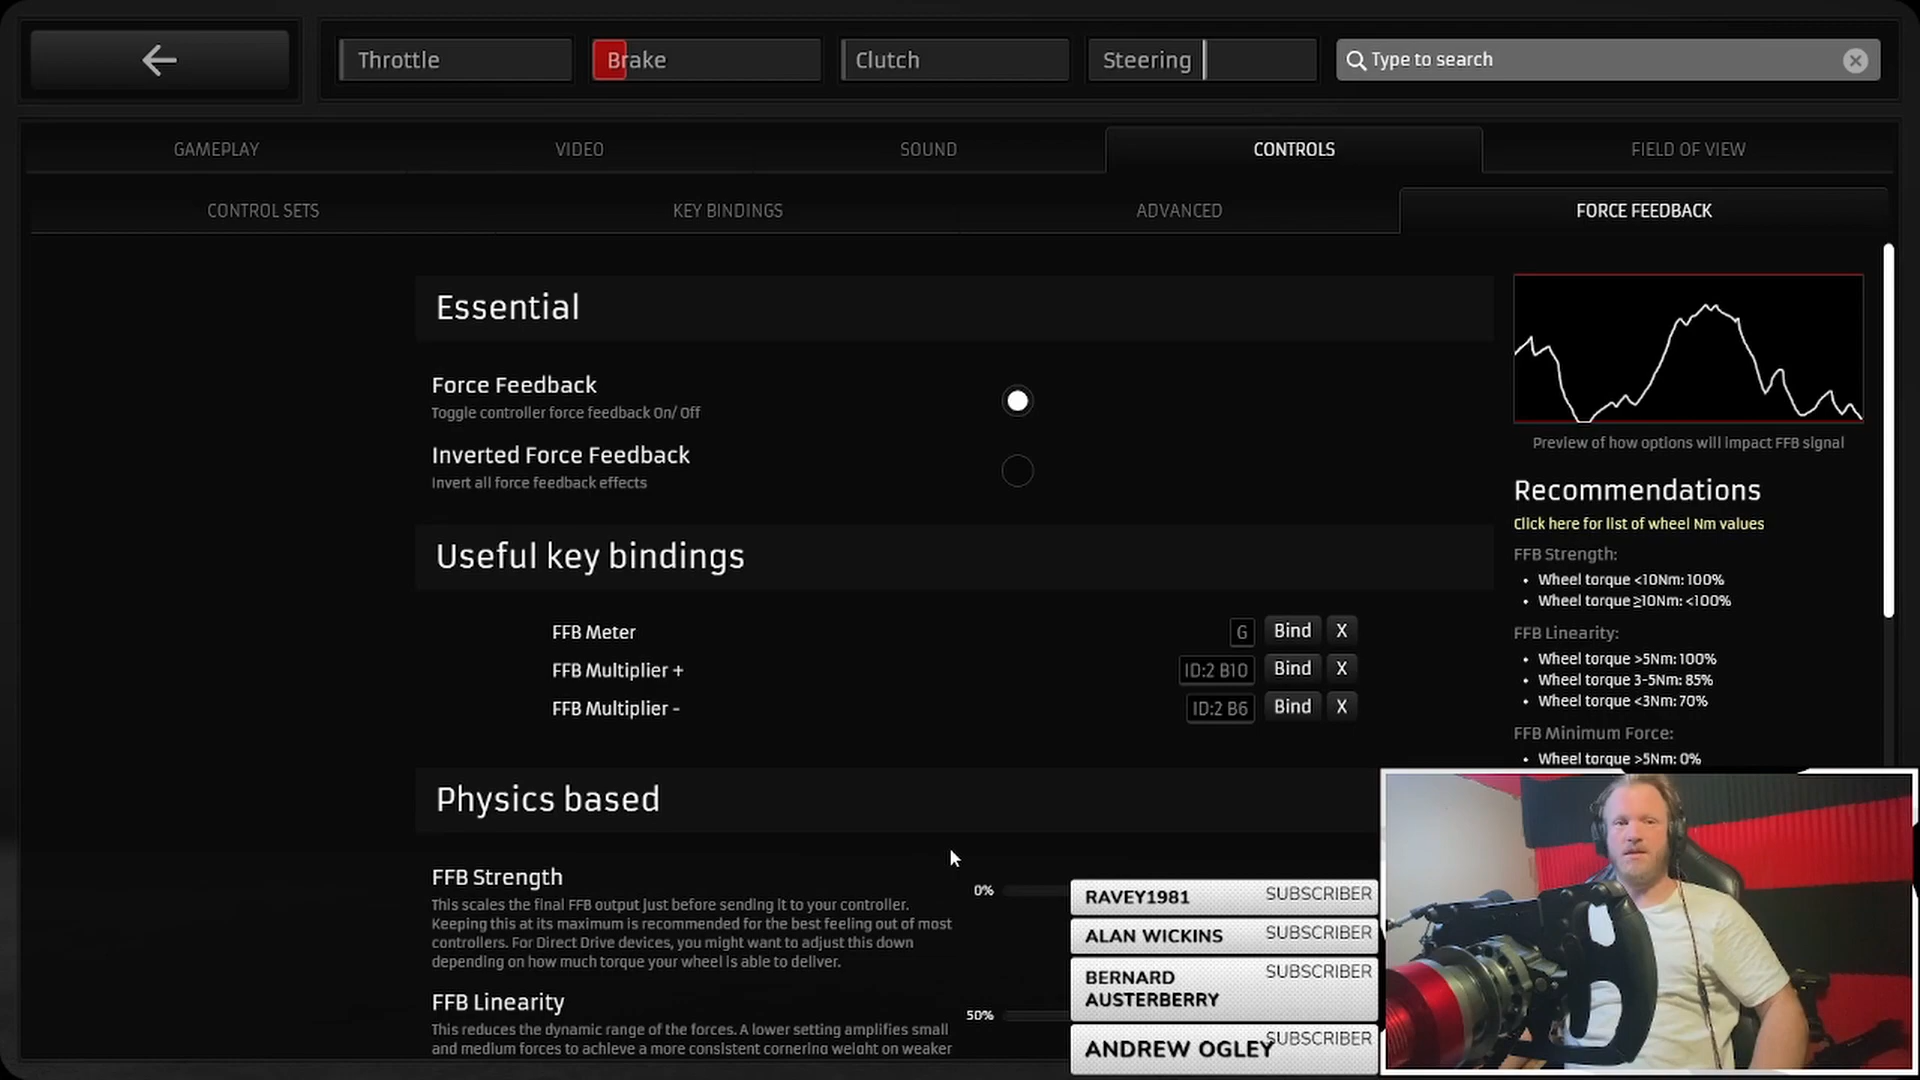 Throttle
Brake
Clutch
Steering
Type to search
GAMEPLAY
VIDEO
SOUND
CONTROLS
FIELD OF VIEW
CONTROL SETS
KEY BINDINGS
ADVANCED
FORCE FEEDBACK
Essential
Force Feedback
Toggle controller force feedback On/ Off
Inverted Force Feedback
Invert all force feedback effects
Useful key bindings
FFB Meter
G
Bind
X
FFB Multiplier +
ID:2 B10
Bind
X
FFB Multiplier -
ID:2 B6
Bind
X
Physics based
FFB Strength
This scales the final FFB output just before sending it to your controller.
Keeping this at its maximum is recommended for the best feeling out of most
controllers. For Direct Drive devices, you might want to adjust this down
depending on how much torque your wheel is able to deliver.
0%
FFB Linearity
This reduces the dynamic range of the forces. A lower setting amplifies small
and medium forces to achieve a more consistent cornering weight on weaker
50%
Preview of how options will impact FFB signal
Recommendations
Click here for list of wheel Nm values
FFB Strength:
• Wheel torque <10Nm: 100%
• Wheel torque ≥10Nm: <100%
FFB Linearity:
• Wheel torque >5Nm: 100%
• Wheel torque 3-5Nm: 85%
• Wheel torque <3Nm: 70%
FFB Minimum Force:
• Wheel torque >5Nm: 0%
RAVEY1981
SUBSCRIBER
ALAN WICKINS
SUBSCRIBER
BERNARD
AUSTERBERRY
SUBSCRIBER
ANDREW OGLEY
SUBSCRIBER